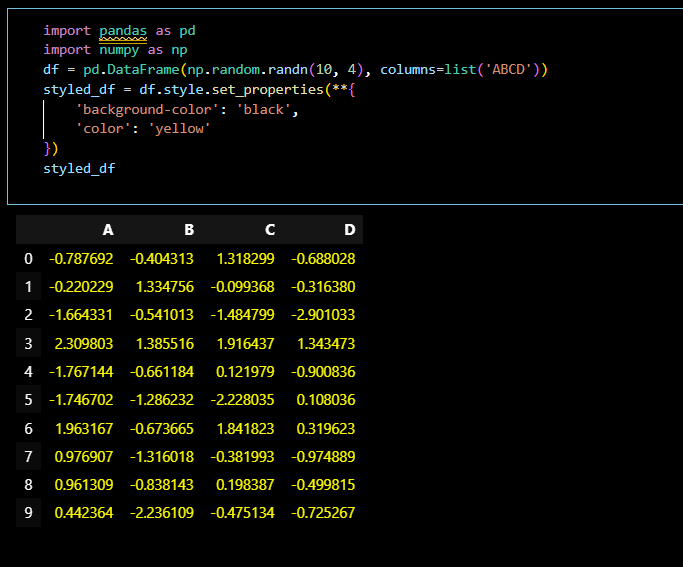 import pandas as pd
import numpy as np
df = pd.DataFrame(np.random.randn(10, 4), columns=list('ABCD'))
styled_df = df.style.set_properties(**{
    'background-color': 'black',
    'color': 'yellow'
})
styled_df
A B C D
0 -0.787692 -0.404313 1.318299 -0.688028
1 -0.220229 1.334756 -0.099368 -0.316380
2 -1.664331 -0.541013 -1.484799 -2.901033
3 2.309803 1.385516 1.916437 1.343473
4 -1.767144 -0.661184 0.121979 -0.900836
5 -1.746702 -1.286232 -2.228035 0.108036
6 1.963167 -0.673665 1.841823 0.319623
7 0.976907 -1.316018 -0.381993 -0.974889
8 0.961309 -0.838143 0.198387 -0.499815
9 0.442364 -2.236109 -0.475134 -0.725267